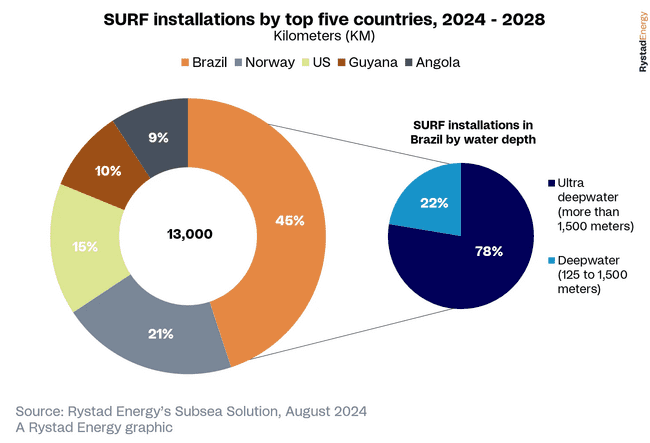 SURF installations by top five countries, 2024 - 2028
Kilometers (KM)
RystadEnergy
Brazil Norway US Guyana Angola
SURF installations in
Brazil by water depth
9%
10%
45%
15%
21%
13,000
22%
78%
Ultra
deepwater
(more than
1,500 meters)
Deepwater
(125 to 1,500
meters)
Source: Rystad Energy's Subsea Solution, August 2024
A Rystad Energy graphic